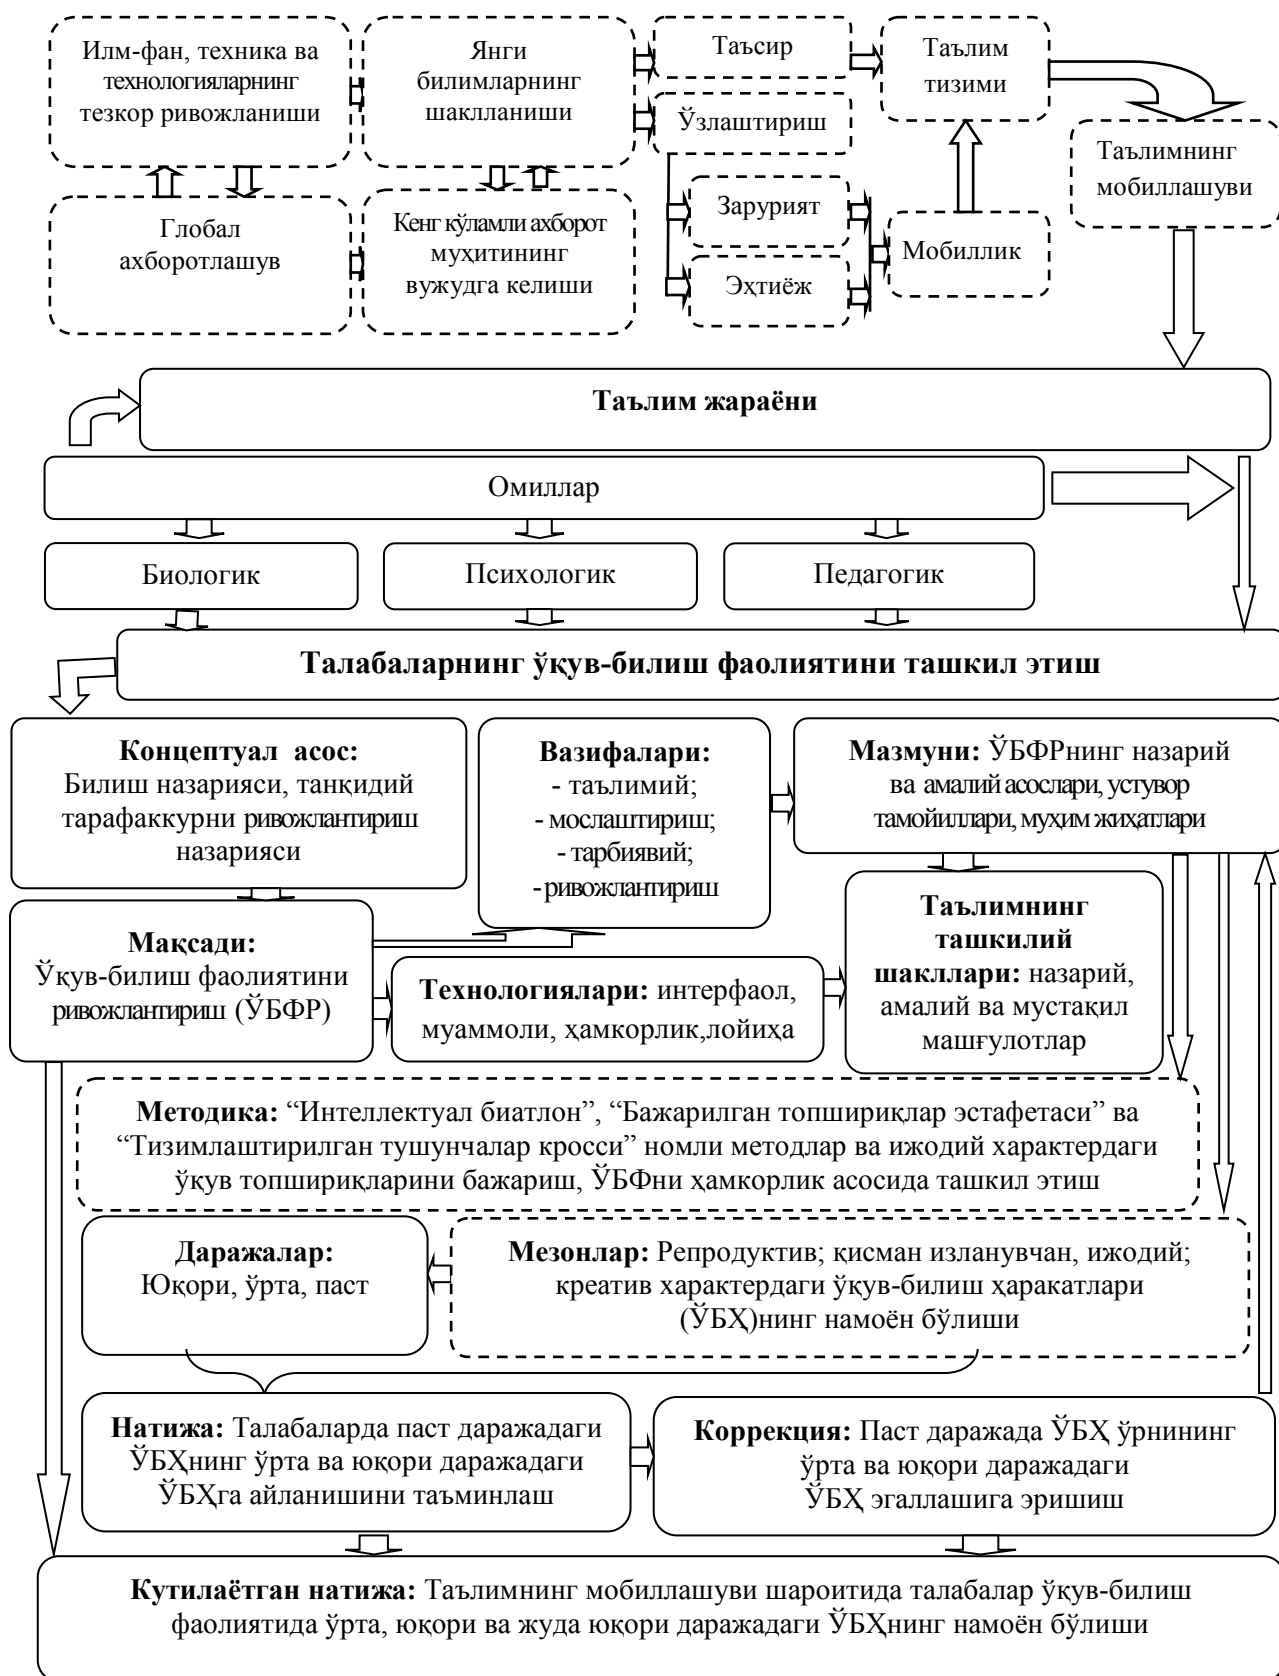 Илм-фан, техника ва
технологияларнинг
тезкор ривожланиши
Янги
билимларнинг
шаклланиши
Таъсир
Таълим
тизими
Ўзлаштириш
Таълимнинг
мобиллашуви
Глобал
ахборотлашув
Кенг кўламли ахборот
муҳитининг
вужудга келиши
Зарурият
Эҳтиёж
Мобиллик
Таълим жараёни
Омиллар
Биологик
Психологик
Педагогик
Талабаларнинг ўқув-билиш фаолиятини ташкил этиш
Концептуал асос:
Билиш назарияси, танқидий
тарафаккурни ривожлантириш
назарияси
Вазифалари:
- таълимий;
- мослаштириш;
- тарбиявий;
- ривожлантириш
Мазмуни: ЎБФРнинг назарий
ва амалий асослари, устувор
тамойиллари, муҳим жиҳатлари
Мақсади:
Ўқув-билиш фаолиятини
ривожлантириш (ЎБФР)
Технологиялари: интерфаол,
муаммоли, ҳамкорлик,лойиҳа
Таълимнинг
ташкилий
шакллари: назарий,
амалий ва мустақил
машғулотлар
Методика: “Интеллектуал биатлон”, “Бажарилган топшириқлар эстафетаси” ва
“Тизимлаштирилган тушунчалар кросси” номли методлар ва ижодий характердаги
ўқув топшириқларини бажариш, ЎБФни ҳамкорлик асосида ташкил этиш
Даражалар:
Юқори, ўрта, паст
Мезонлар: Репродуктив; қисман изланувчан, ижодий;
креатив характердаги ўқув-билиш ҳаракатлари
(ЎБҲ)нинг намоён бўлиши
Натижа: Талабаларда паст даражадаги
ЎБҲнинг ўрта ва юқори даражадаги
ЎБҲга айланишини таъминлаш
Коррекция: Паст даражада ЎБҲ ўрнининг
ўрта ва юқори даражадаги
ЎБҲ эгаллашига эришиш
Кутилаётган натижа: Таълимнинг мобиллашуви шароитида талабалар ўқув-билиш
фаолиятида ўрта, юқори ва жуда юқори даражадаги ЎБҲнинг намоён бўлиши